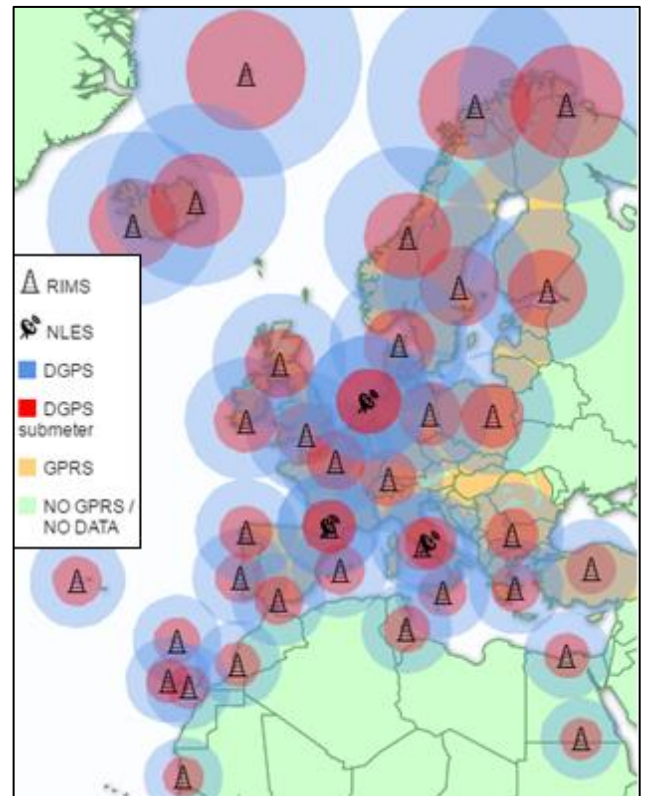 RIMS
NLES
DGPS
DGPS
submeter
GPRS
NO GPRS /
NO DATA